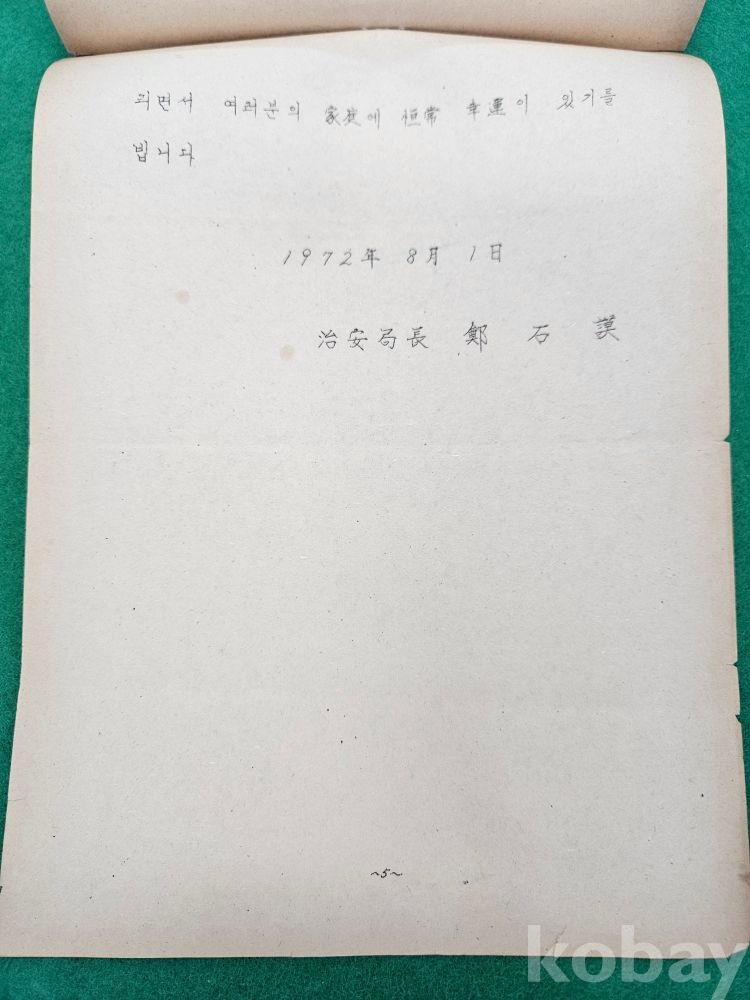 되면서 여러분의 家庭에 恒常 幸運이 있기를
빕니다
1972年 8月 1日
治安局長 鄭 石 謨
~5~
kobay